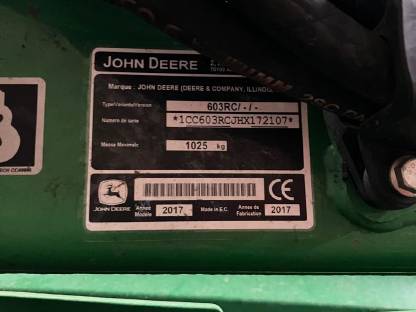 JOHN DEERE
Marque : JOHN DEERE (DEERE & COMPANY, ILLINOIS
Type/Variante/Version 603RC/-/-
Numéro de série *1CC603RCJHX172107*
Masse Maximale 1025 kg
JOHN DEERE Année Modèle 2017 Made in E.C. Année de Fabrication 2017 CE